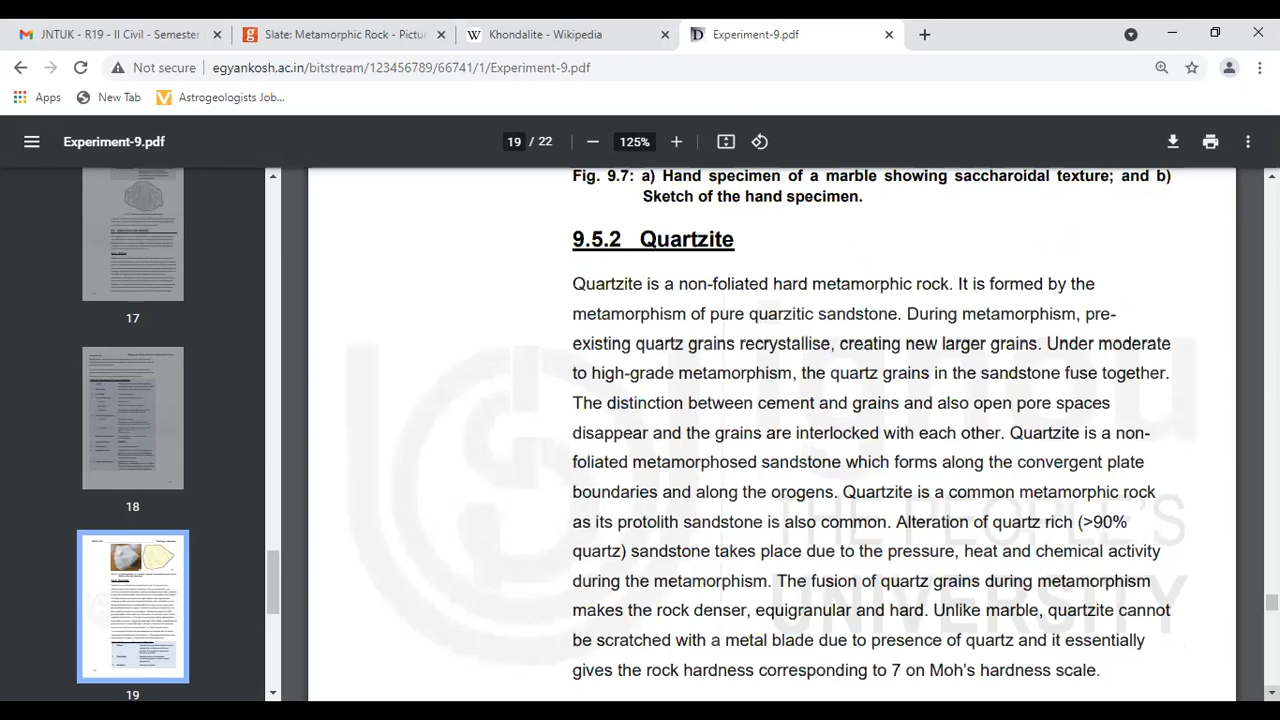 JNTUK - R19 - II Civil - Semester
Slate: Metamorphic Rock - Pictur
Khondalite - Wikipedia
Experiment-9.pdf
Not secure
egyankosh.ac.in/bitstream/123456789/66741/1/Experiment-9.pdf
Apps
New Tab
Astrogeologists Job...
Experiment-9.pdf
19 / 22
125%
17
18
19
Fig. 9.7: a) Hand specimen of a marble showing saccharoidal texture; and b)
Sketch of the hand specimen.
9.5.2 Quartzite
Quartzite is a non-foliated hard metamorphic rock. It is formed by the
metamorphism of pure quarzitic sandstone. During metamorphism, pre-
existing quartz grains recrystallise, creating new larger grains. Under moderate
to high-grade metamorphism, the quartz grains in the sandstone fuse together.
The distinction between cement and grains and also open pore spaces
disappear and the grains are interlocked with each other. Quartzite is a non-
foliated metamorphosed sandstone which forms along the convergent plate
boundaries and along the orogens. Quartzite is a common metamorphic rock
as its protolith sandstone is also common. Alteration of quartz rich (>90%
quartz) sandstone takes place due to the pressure, heat and chemical activity
during the metamorphism. The fusion of quartz grains during metamorphism
makes the rock denser, equigranular and hard. Unlike marble, quartzite cannot
be scratched with a metal blade due to presence of quartz and it essentially
gives the rock hardness corresponding to 7 on Moh's hardness scale.
THE PEOPLE'S
UNIVERSITY